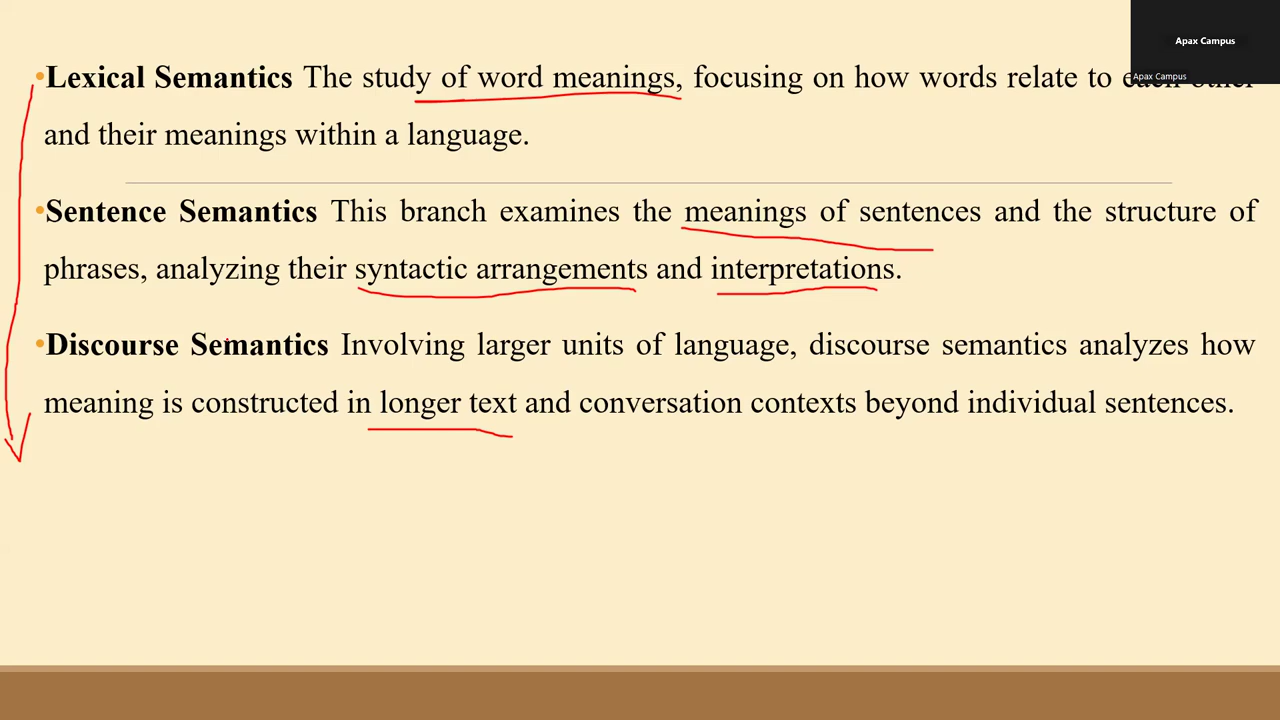 Apax Campus
Apax Campus
•Lexical Semantics The study of word meanings, focusing on how words relate to each other
and their meanings within a language.
•Sentence Semantics This branch examines the meanings of sentences and the structure of
phrases, analyzing their syntactic arrangements and interpretations.
•Discourse Semantics Involving larger units of language, discourse semantics analyzes how
meaning is constructed in longer text and conversation contexts beyond individual sentences.